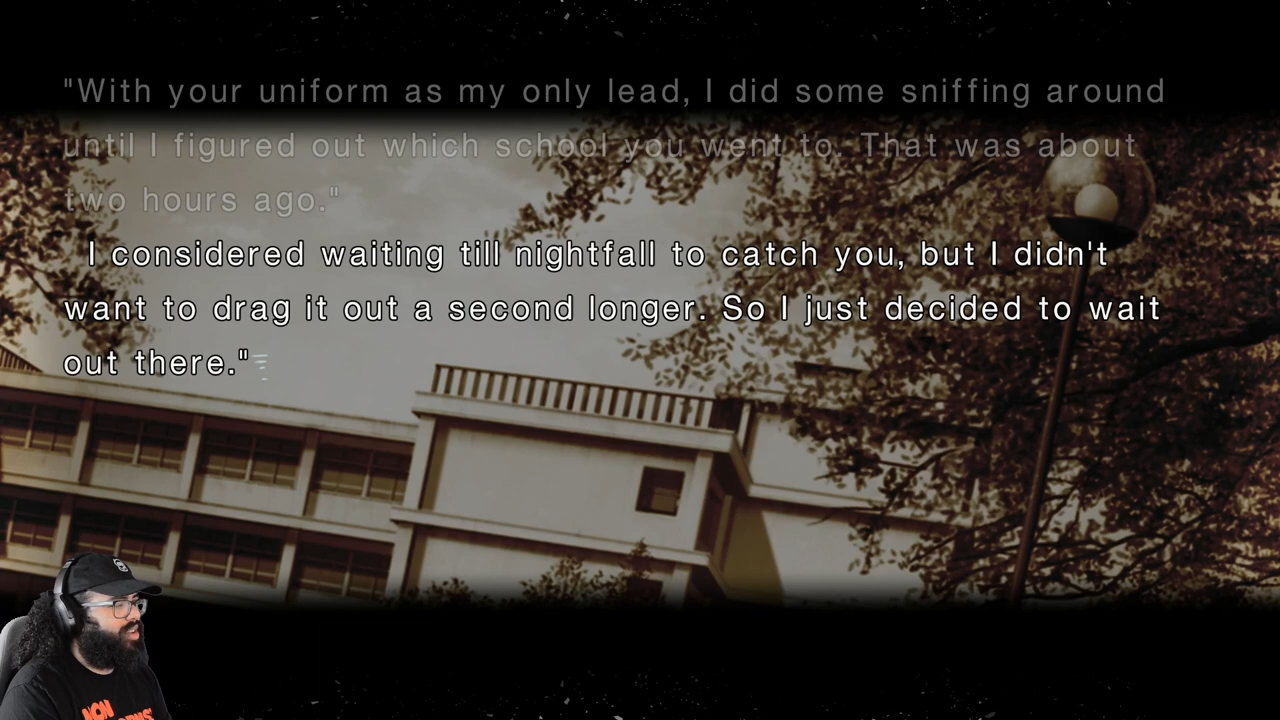 "With your uniform as my only lead, I did some sniffing around
until I figured out which school you went to. That was about
two hours ago."
I considered waiting till nightfall to catch you, but I didn't
want to drag it out a second longer. So I just decided to wait
out there."
NON